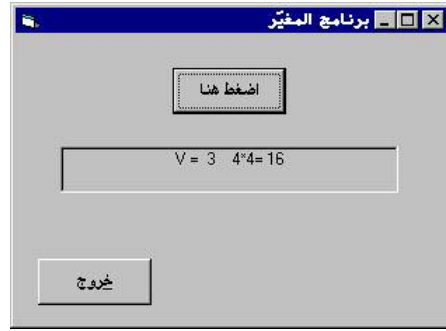 برنامج المغيّر
اضغط هنا
V = 3 4*4= 16
خروج